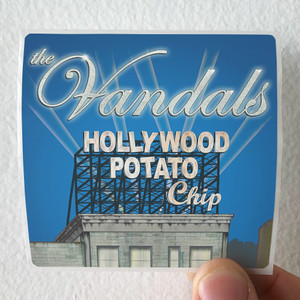 the
Vandals
HOLLYWOOD
POTATO
Chip